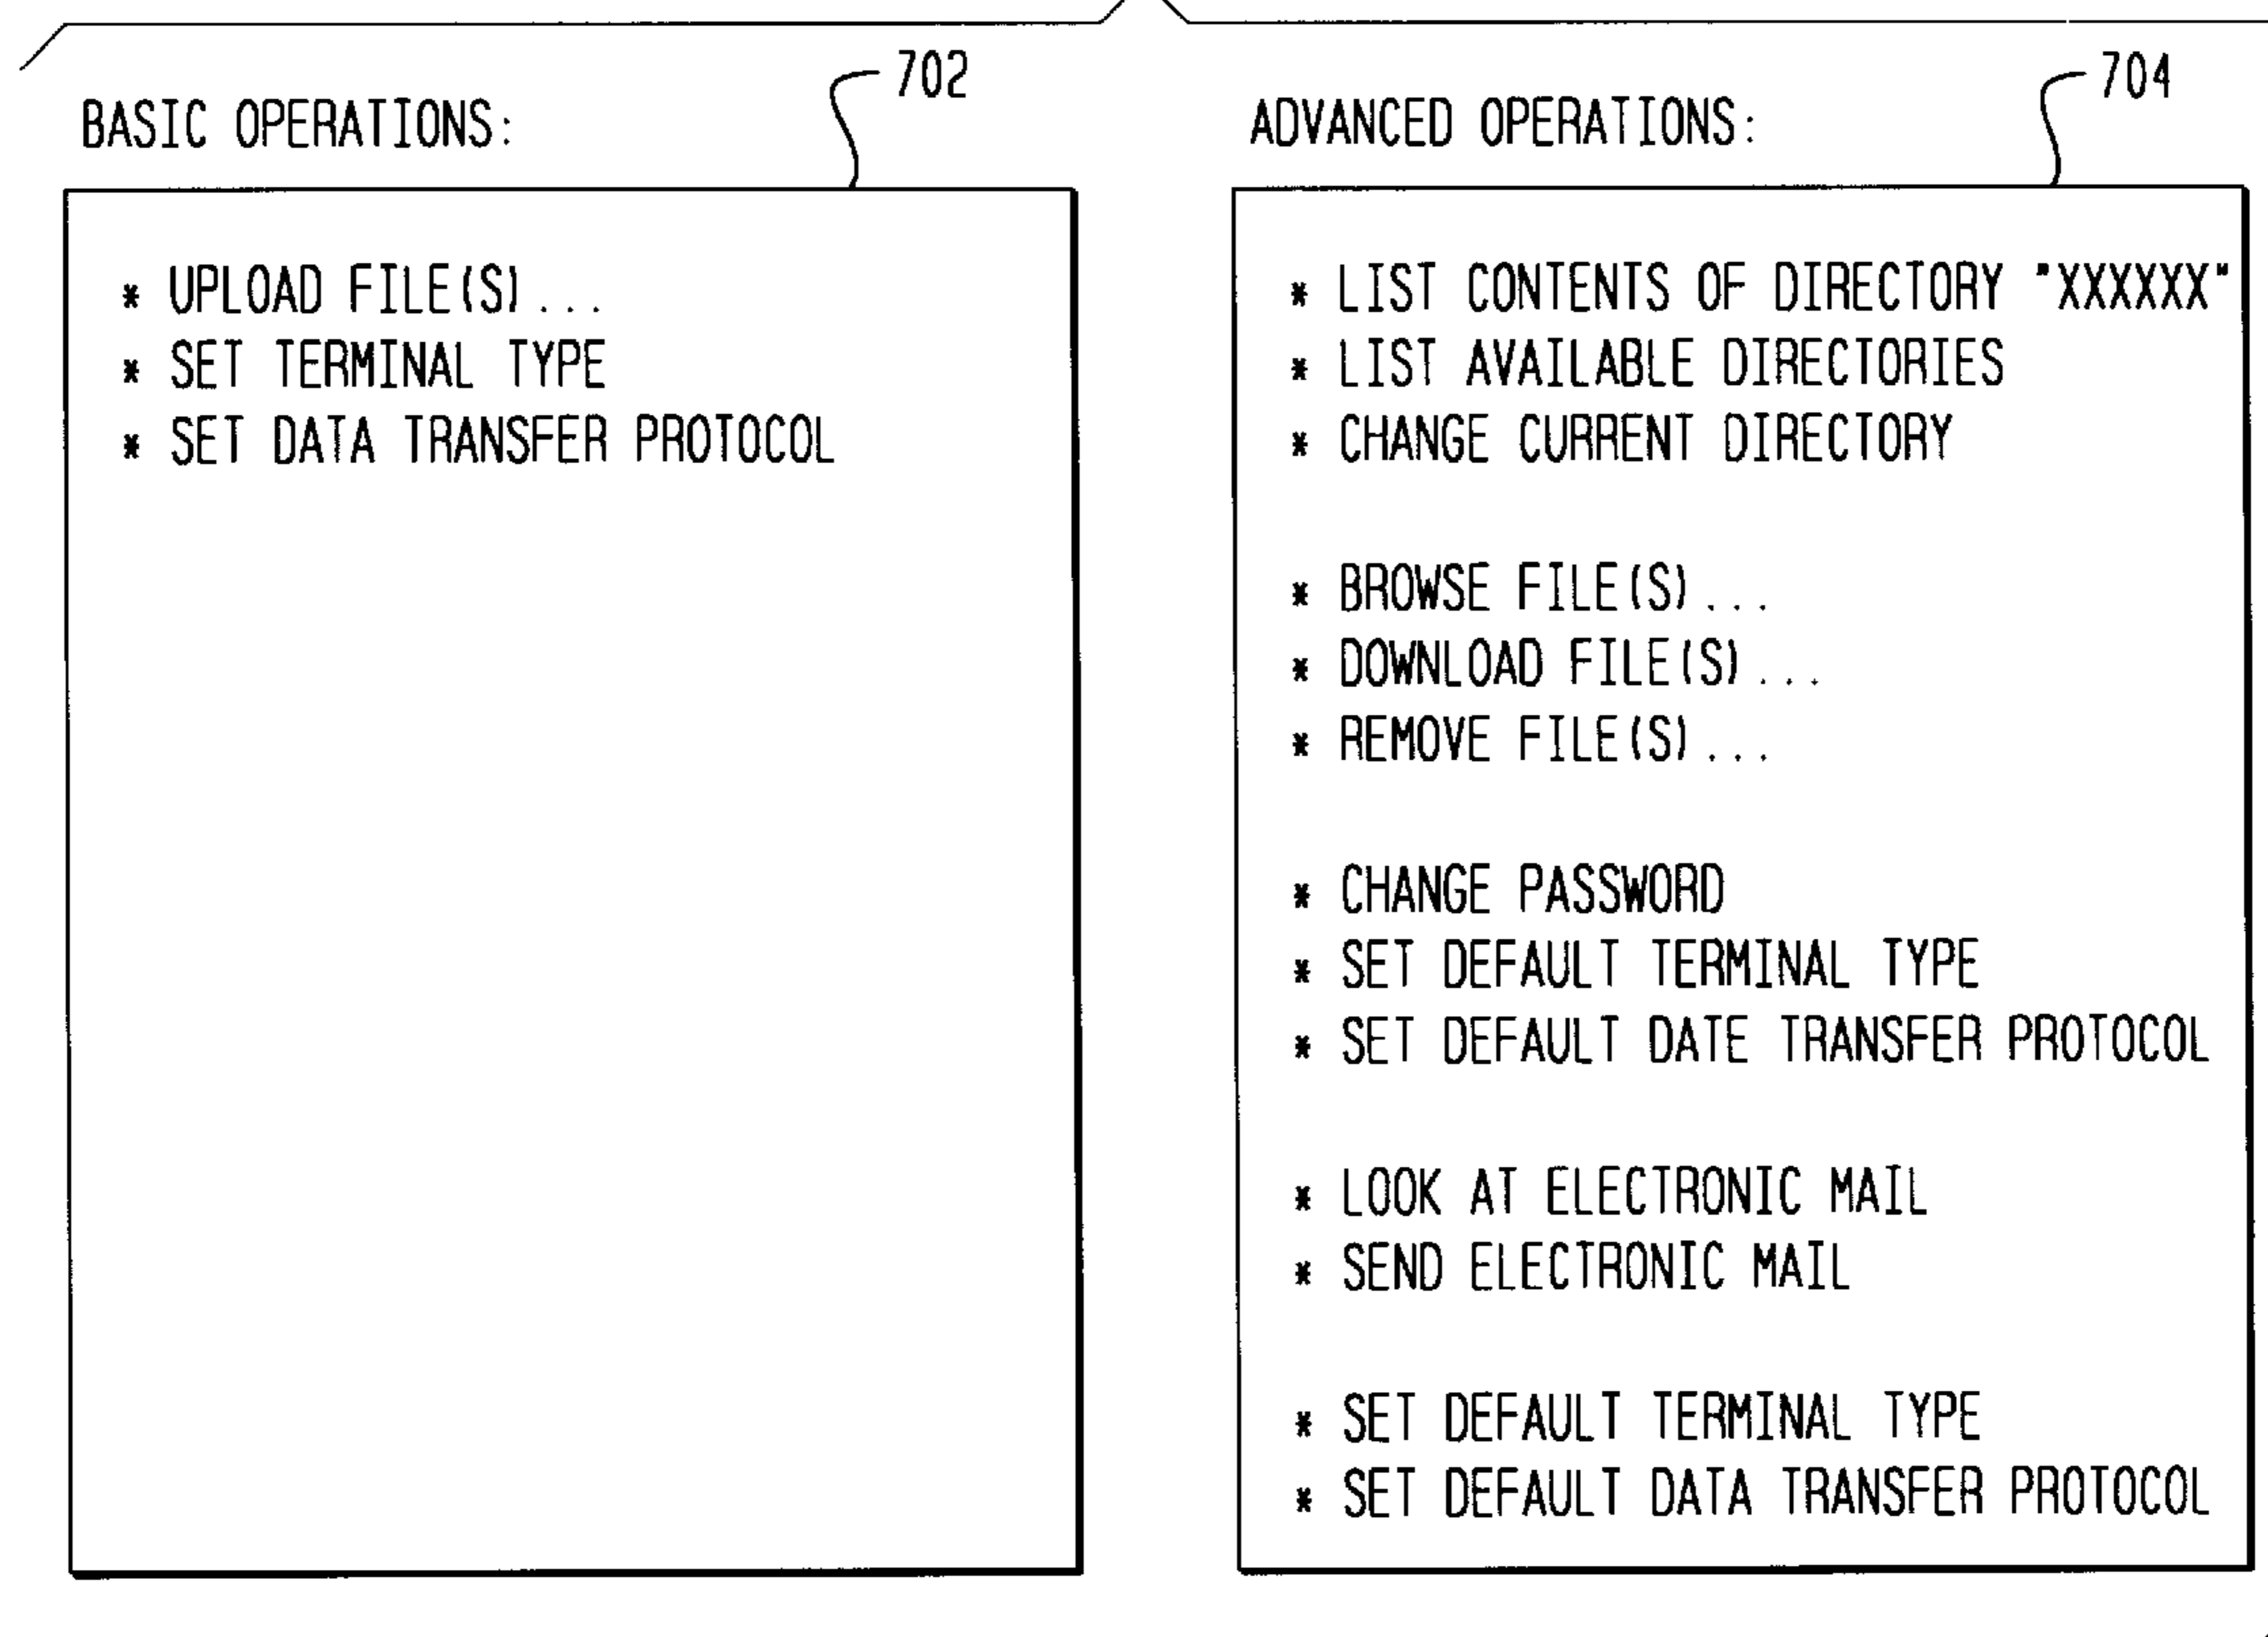 702
BASIC OPERATIONS:
* UPLOAD FILE(S)...
* SET TERMINAL TYPE
* SET DATA TRANSFER PROTOCOL
704
ADVANCED OPERATIONS:
* LIST CONTENTS OF DIRECTORY "XXXXXX"
* LIST AVAILABLE DIRECTORIES
* CHANGE CURRENT DIRECTORY
* BROWSE FILE(S)...
* DOWNLOAD FILE(S)...
* REMOVE FILE(S)...
* CHANGE PASSWORD
* SET DEFAULT TERMINAL TYPE
* SET DEFAULT DATE TRANSFER PROTOCOL
* LOOK AT ELECTRONIC MAIL
* SEND ELECTRONIC MAIL
* SET DEFAULT TERMINAL TYPE
* SET DEFAULT DATA TRANSFER PROTOCOL